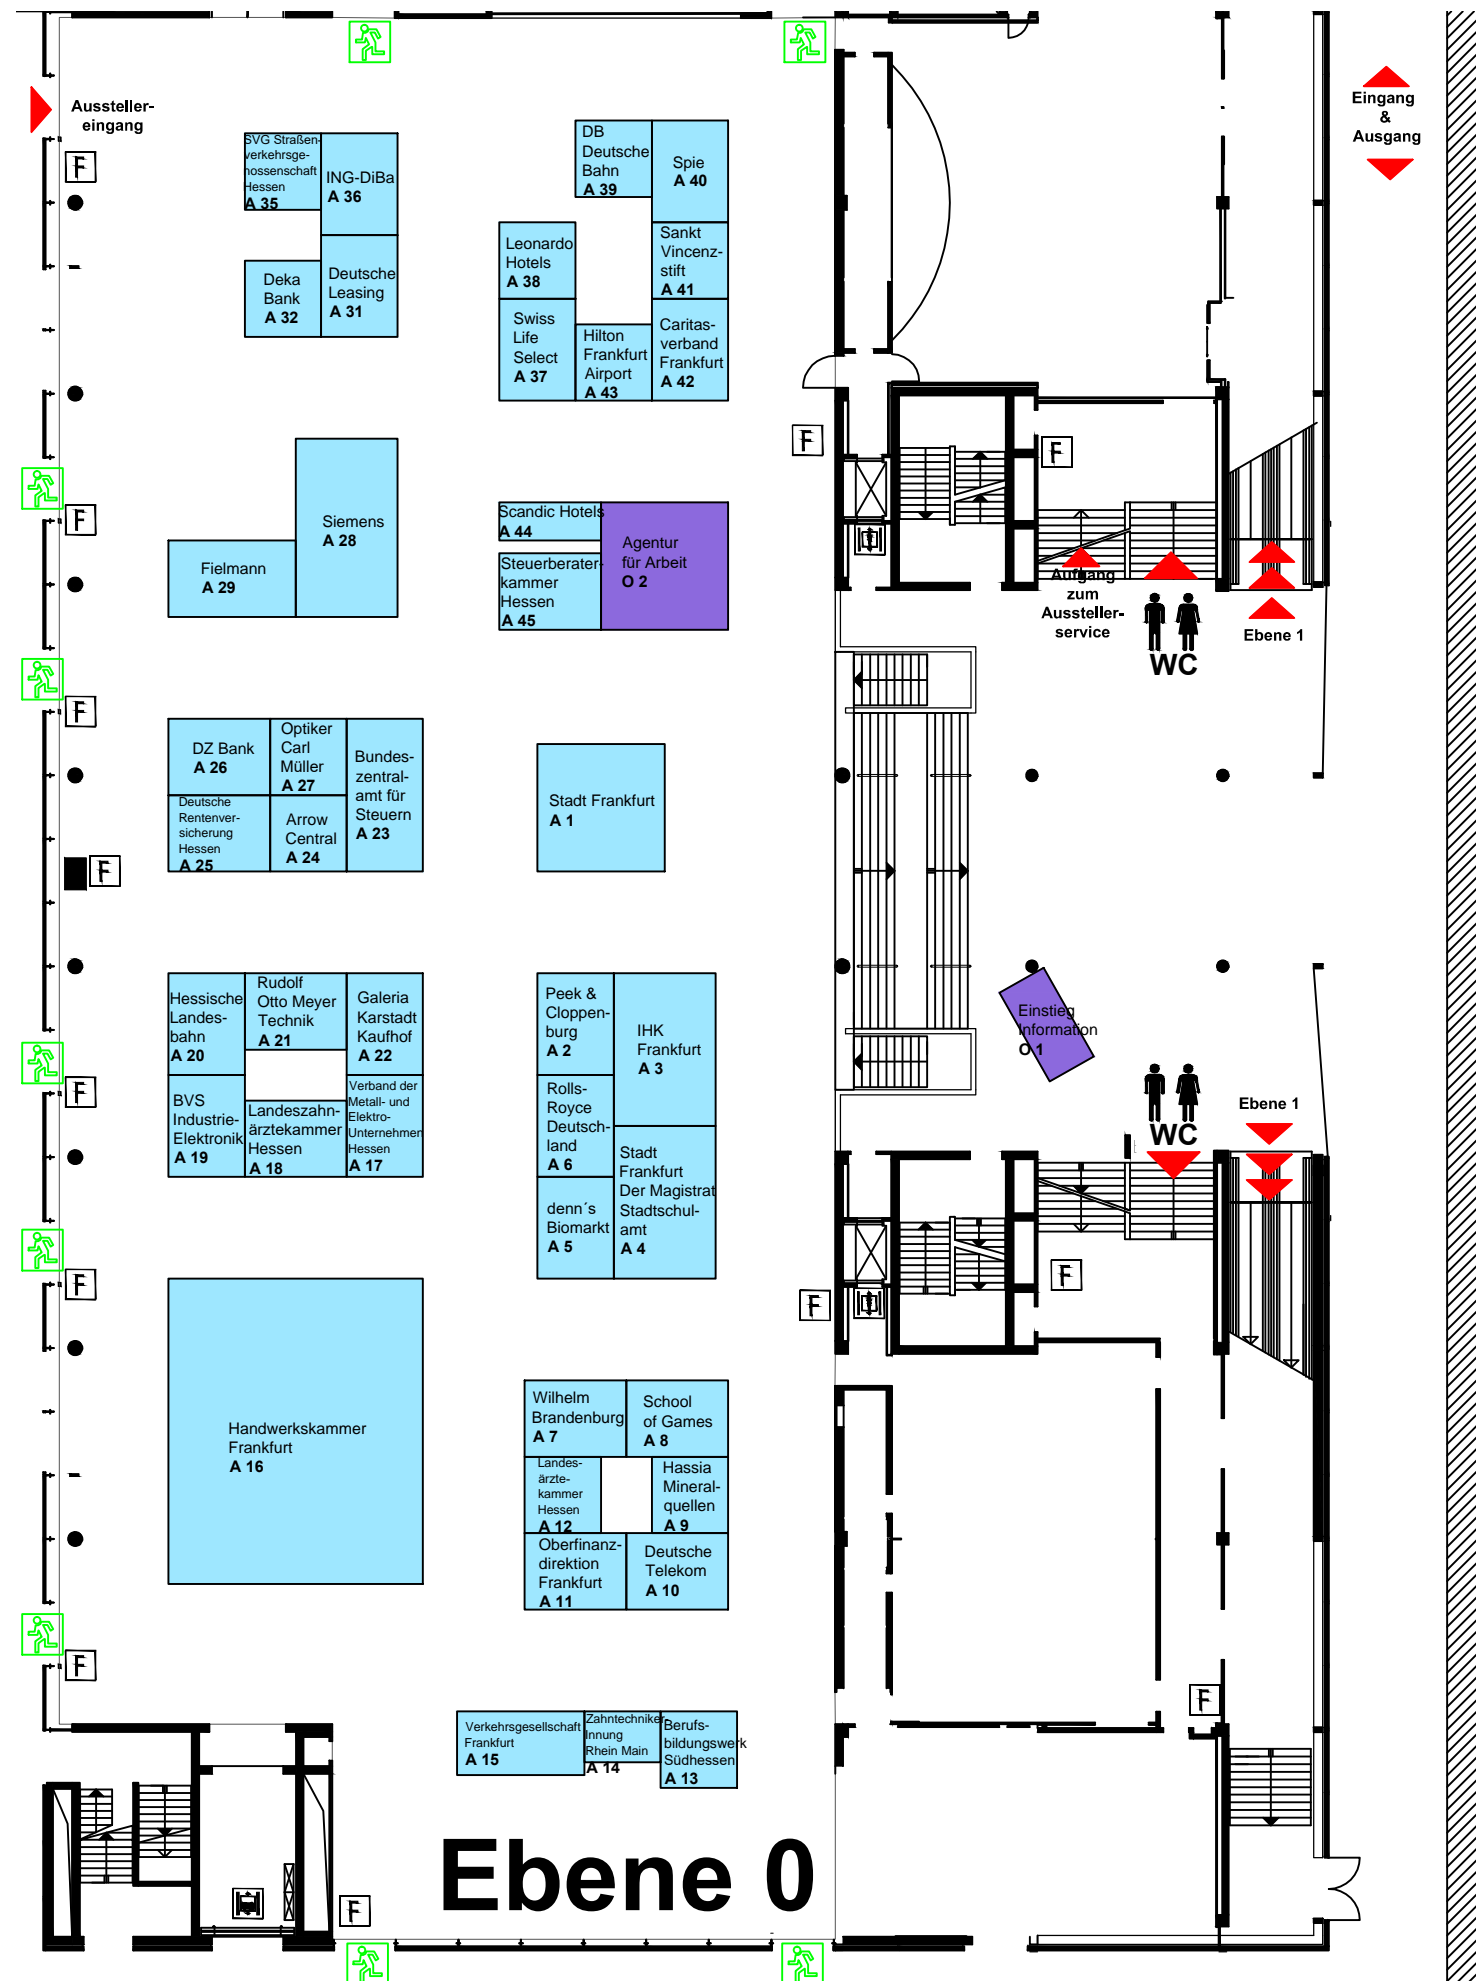 Aussteller-
eingang
Eingang
&
Ausgang
SVG Straßen-
verkehrsge-
nossenschaft
Hessen
A 35
ING-DiBa
A 36
Deka
Bank
A 32
Deutsche
Leasing
A 31
DB
Deutsche
Bahn
A 39
Spie
A 40
Leonardo
Hotels
A 38
Sankt
Vincenz-
stift
A 41
Swiss
Life
Select
A 37
Hilton
Frankfurt
Airport
A 43
Caritas-
verband
Frankfurt
A 42
F
F
F
F
Siemens
A 28
Fielmann
A 29
Scandic Hotels
A 44
Steuerberater-
kammer
Hessen
A 45
Agentur
für Arbeit
O 2
Aufgang
zum
Aussteller-
service
WC
Ebene 1
F
DZ Bank
A 26
Optiker
Carl
Müller
A 27
Bundes-
zentral-
amt für
Steuern
A 23
Deutsche
Rentenver-
sicherung
Hessen
A 25
Arrow
Central
A 24
Stadt Frankfurt
A 1
F
Hessische
Landes-
bahn
A 20
Rudolf
Otto Meyer
Technik
A 21
Galeria
Karstadt
Kaufhof
A 22
BVS
Industrie-
Elektronik
A 19
Landeszahn-
ärztekammer
Hessen
A 18
Verband der
Metall- und
Elektro-
Unternehmen
Hessen
A 17
Peek &
Cloppen-
burg
A 2
IHK
Frankfurt
A 3
Rolls-
Royce
Deutsch-
land
A 6
Stadt
Frankfurt
Der Magistrat
Stadtschul-
amt
A 4
denn´s
Biomarkt
A 5
Einstieg
Information
O 1
F
WC
Ebene 1
F
F
F
Handwerkskammer
Frankfurt
A 16
Wilhelm
Brandenburg
A 7
School
of Games
A 8
Landes-
ärzte-
kammer
Hessen
A 12
Hassia
Mineral-
quellen
A 9
Oberfinanz-
direktion
Frankfurt
A 11
Deutsche
Telekom
A 10
F
F
Verkehrsgesellschaft
Frankfurt
A 15
Zahntechniker-
Innung
Rhein Main
A 14
Berufs-
bildungswerk
Südhessen
A 13
Ebene 0
F